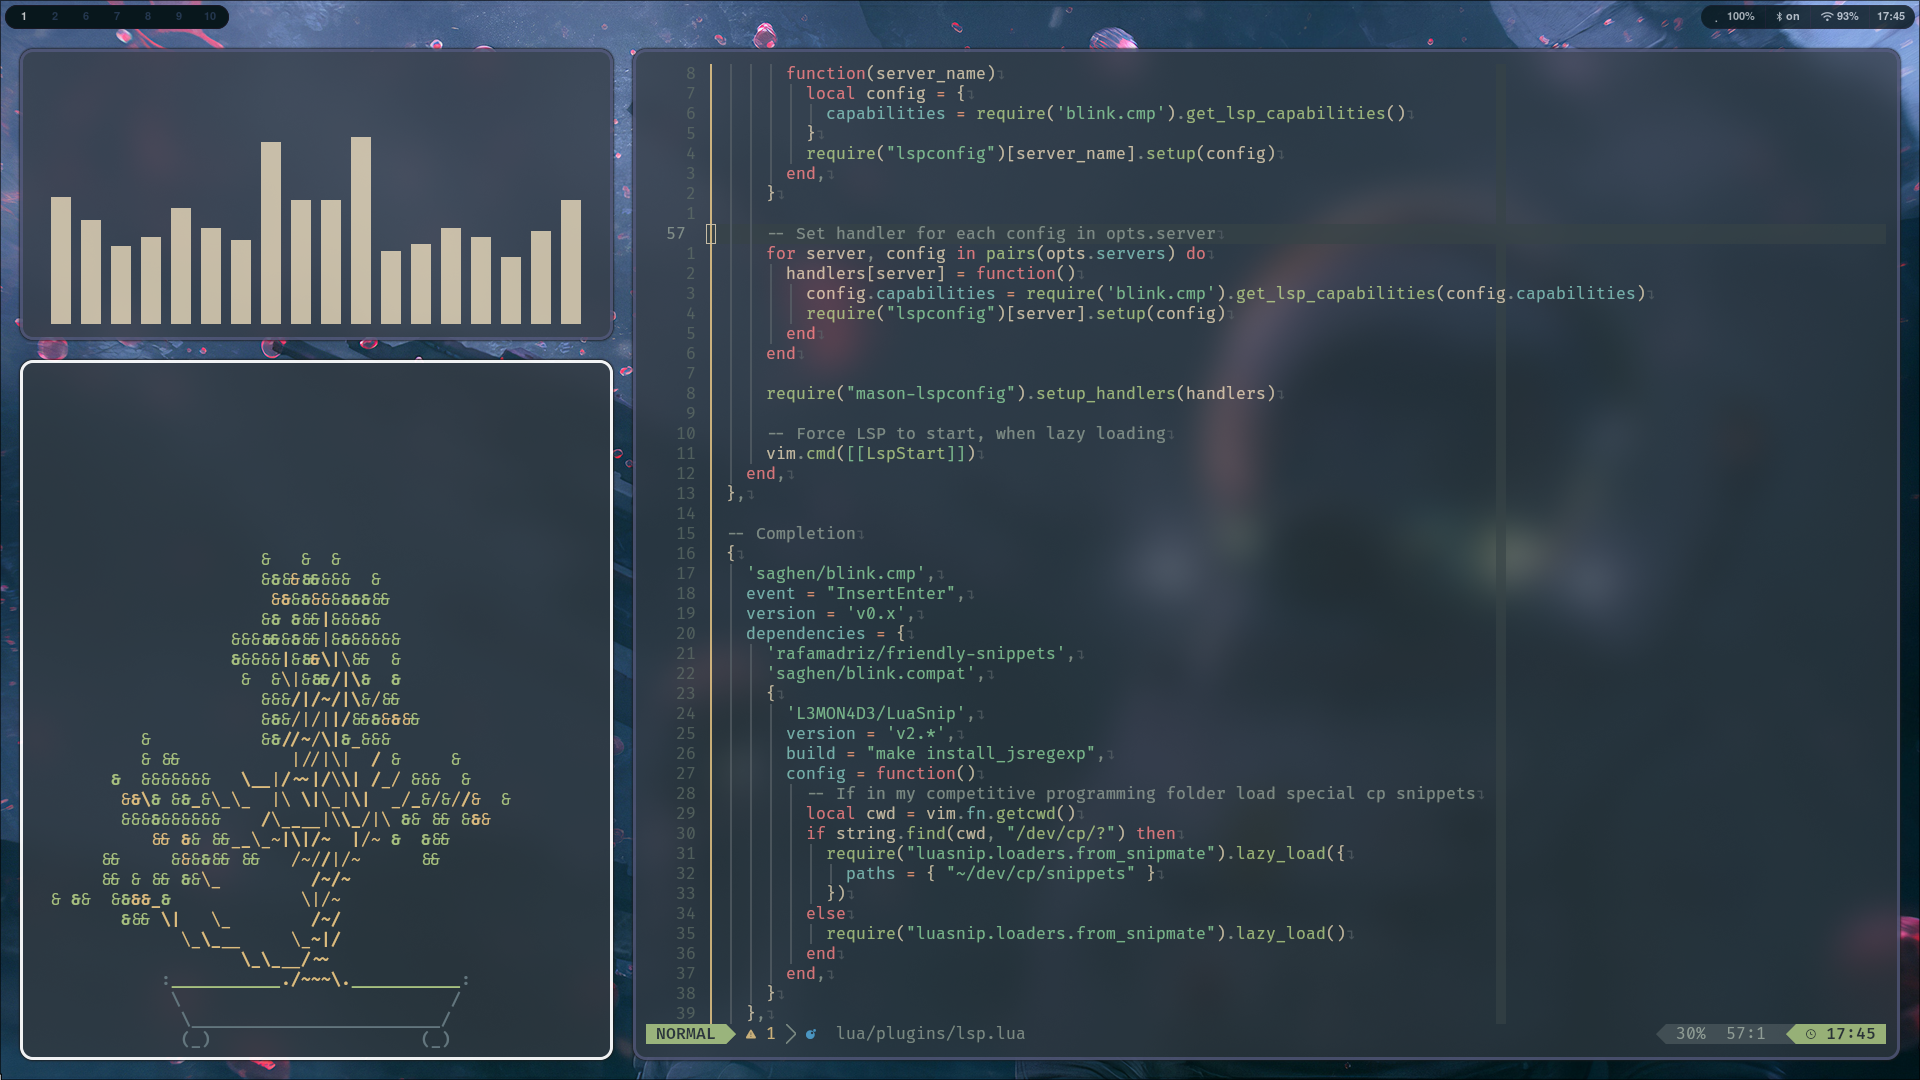 1 2 6 7 8 9 10
100% on 93% 17:45
8 function(server_name)
7 local config = {
6 capabilities = require('blink.cmp').get_lsp_capabilities()
5 }
4 require("lspconfig")[server_name].setup(config)
3 end,
2 }
1
57 -- Set handler for each config in opts.server
1 for server, config in pairs(opts.servers) do
2 handlers[server] = function()
3 config.capabilities = require('blink.cmp').get_lsp_capabilities(config.capabilities)
4 require("lspconfig")[server].setup(config)
5 end
6 end
7
8 require("mason-lspconfig").setup_handlers(handlers)
9
10 -- Force LSP to start, when lazy loading
11 vim.cmd([[LspStart]])
12 end,
13 },
14
15 -- Completion
16 {
17 'saghen/blink.cmp',
18 event = "InsertEnter",
19 version = 'v0.x',
20 dependencies = {
21 'rafamadriz/friendly-snippets',
22 'saghen/blink.compat',
23 {
24 'L3MON4D3/LuaSnip',
25 version = 'v2.*',
26 build = "make install_jsregexp",
27 config = function()
28 -- If in my competitive programming folder load special cp snippets
29 local cwd = vim.fn.getcwd()
30 if string.find(cwd, "/dev/cp/?") then
31 require("luasnip.loaders.from_snipmate").lazy_load({
32 paths = { "~/dev/cp/snippets" }
33 })
34 else
35 require("luasnip.loaders.from_snipmate").lazy_load()
36 end
37 end,
38 }
39 },
NORMAL 1 lua/plugins/lsp.lua 30% 57:1 17:45